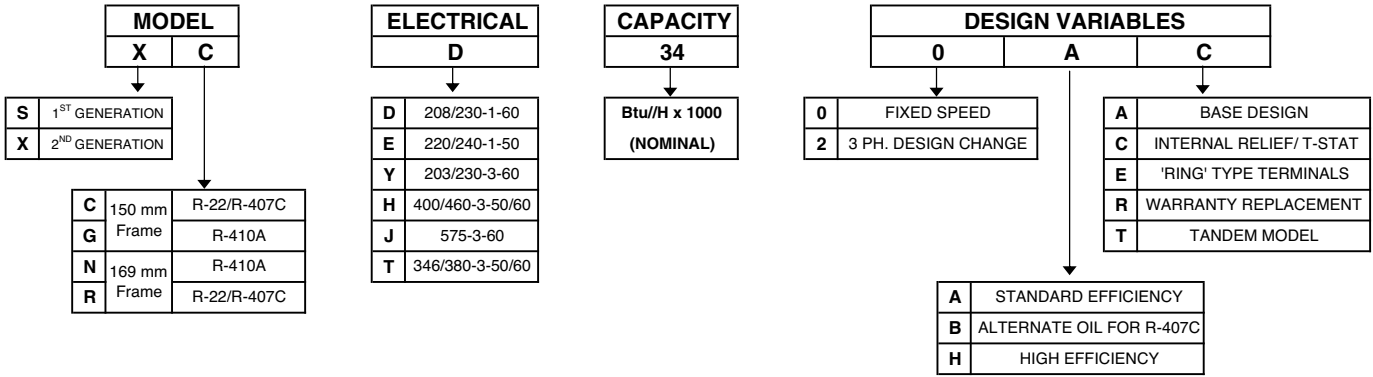 MODEL
X C
S 1ST GENERATION
X 2ND GENERATION
C 150 mm Frame R-22/R-407C
G R-410A
N 169 mm Frame R-410A
R R-22/R-407C
ELECTRICAL
D
D 208/230-1-60
E 220/240-1-50
Y 203/230-3-60
H 400/460-3-50/60
J 575-3-60
T 346/380-3-50/60
CAPACITY
34
Btu//H x 1000
(NOMINAL)
DESIGN VARIABLES
0 A C
0 FIXED SPEED
2 3 PH. DESIGN CHANGE
A BASE DESIGN
C INTERNAL RELIEF/ T-STAT
E 'RING' TYPE TERMINALS
R WARRANTY REPLACEMENT
T TANDEM MODEL
A STANDARD EFFICIENCY
B ALTERNATE OIL FOR R-407C
H HIGH EFFICIENCY